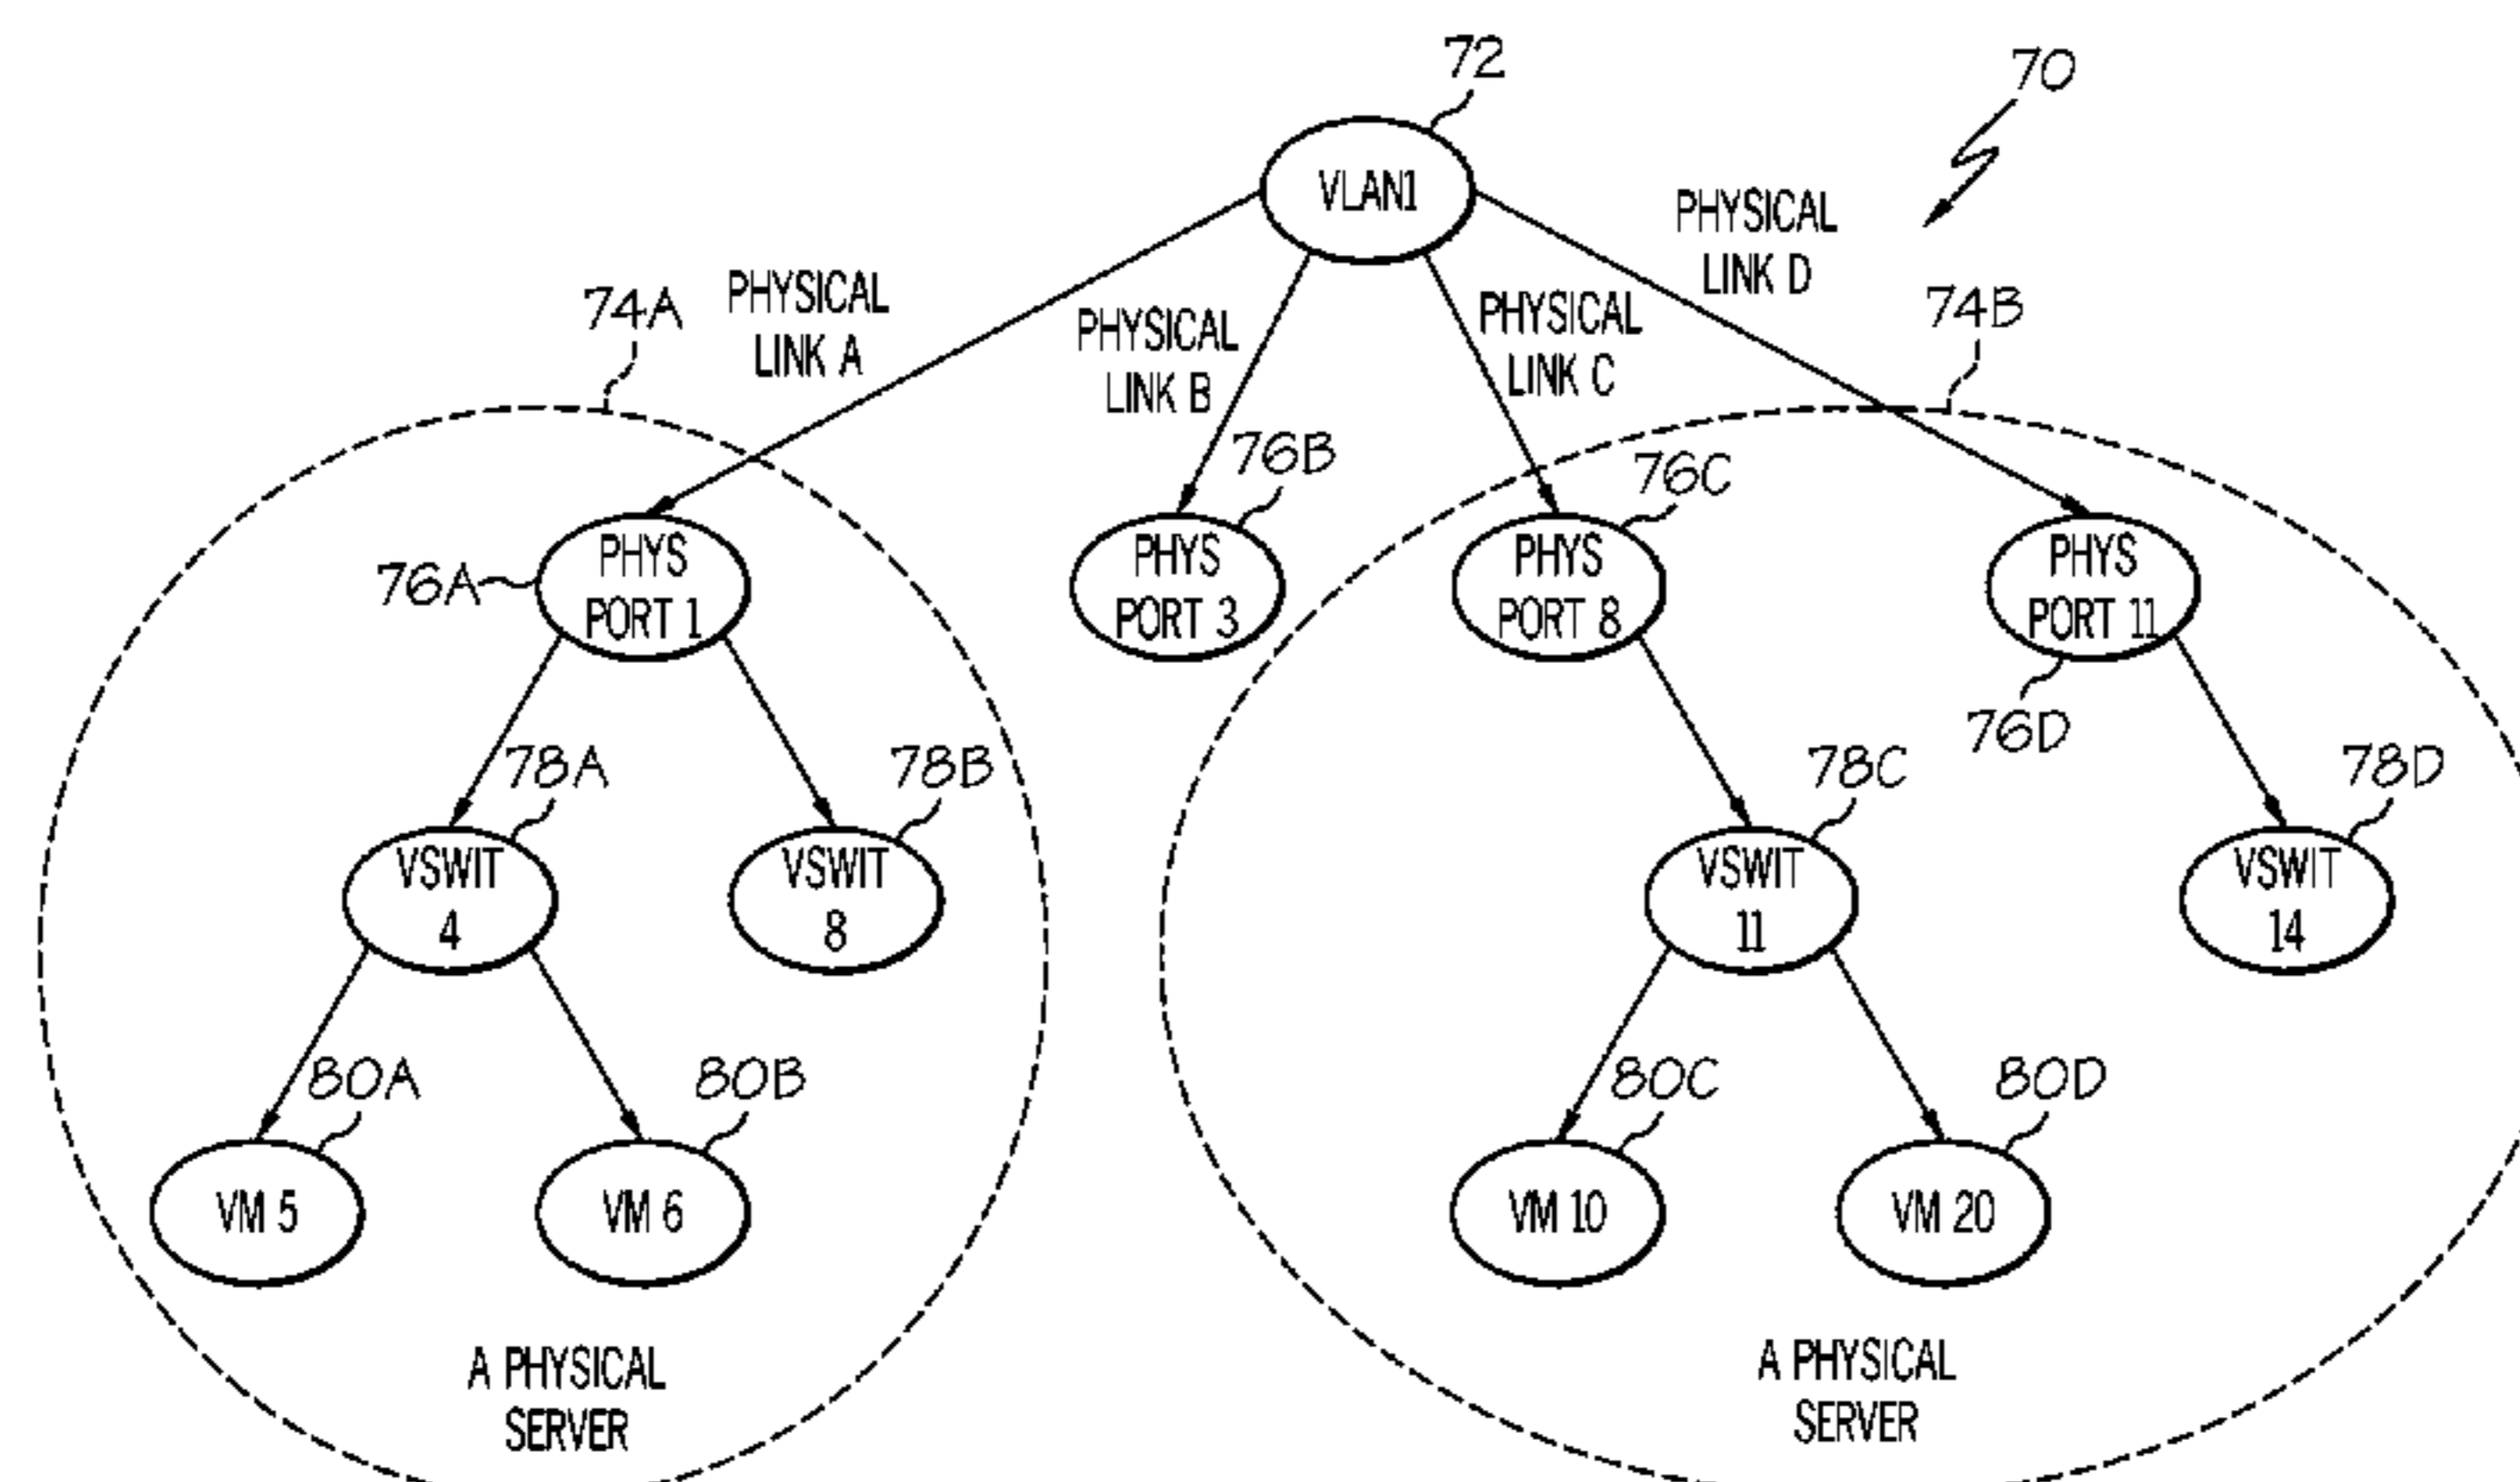 72
70
VLAN1
PHYSICAL
LINK D
PHYSICAL
LINK A
74A
PHYSICAL
LINK B
PHYSICAL
LINK C
74B
76B
76C
76A
PHYS
PORT 1
PHYS
PORT 3
PHYS
PORT 8
PHYS
PORT 11
76D
78A
78B
78C
78D
VSWIT
4
VSWIT
8
VSWIT
11
VSWIT
14
80A
80B
80C
80D
VM 5
VM 6
VM 10
VM 20
A PHYSICAL
SERVER
A PHYSICAL
SERVER